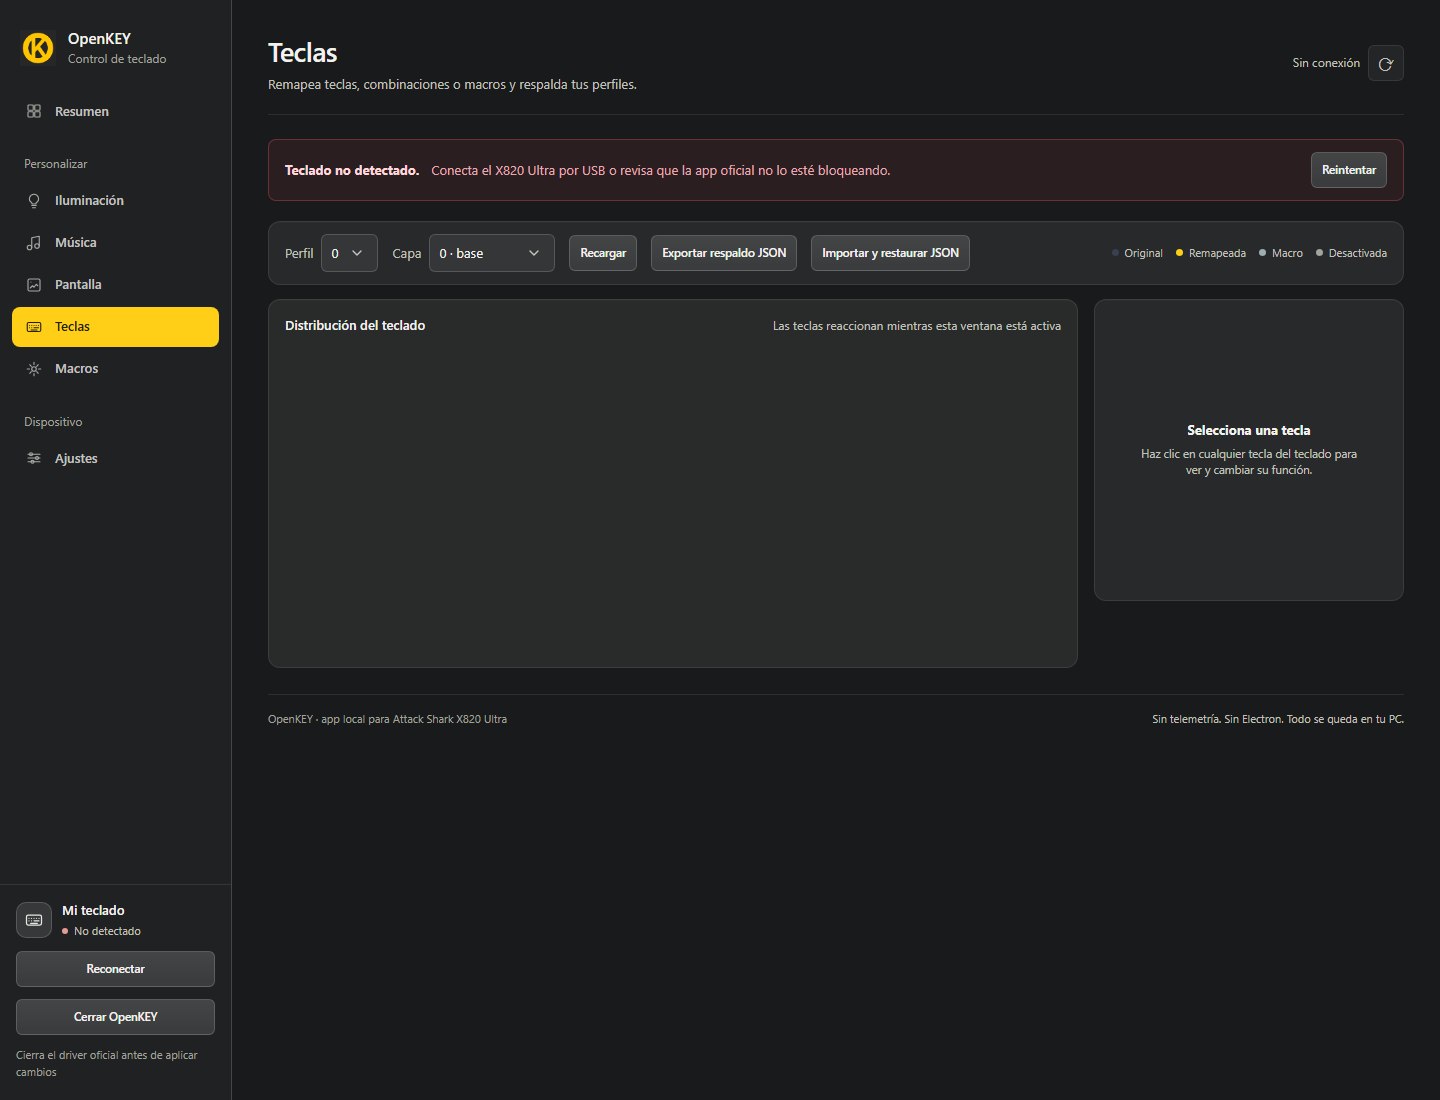 OpenKEY
Control de teclado
Resumen
Personalizar
Iluminación
Música
Pantalla
Teclas
Macros
Dispositivo
Ajustes
Mi teclado
No detectado
Reconectar
Cerrar OpenKEY
Cierra el driver oficial antes de aplicar
cambios
Teclas
Remapea teclas, combinaciones o macros y respalda tus perfiles.
Sin conexión
Teclado no detectado. Conecta el X820 Ultra por USB o revisa que la app oficial no lo esté bloqueando.
Reintentar
Perfil 0 Capa 0 · base Recargar Exportar respaldo JSON Importar y restaurar JSON Original Remapeada Macro Desactivada
Distribución del teclado
Las teclas reaccionan mientras esta ventana está activa
Selecciona una tecla
Haz clic en cualquier tecla del teclado para
ver y cambiar su función.
OpenKEY · app local para Attack Shark X820 Ultra
Sin telemetría. Sin Electron. Todo se queda en tu PC.